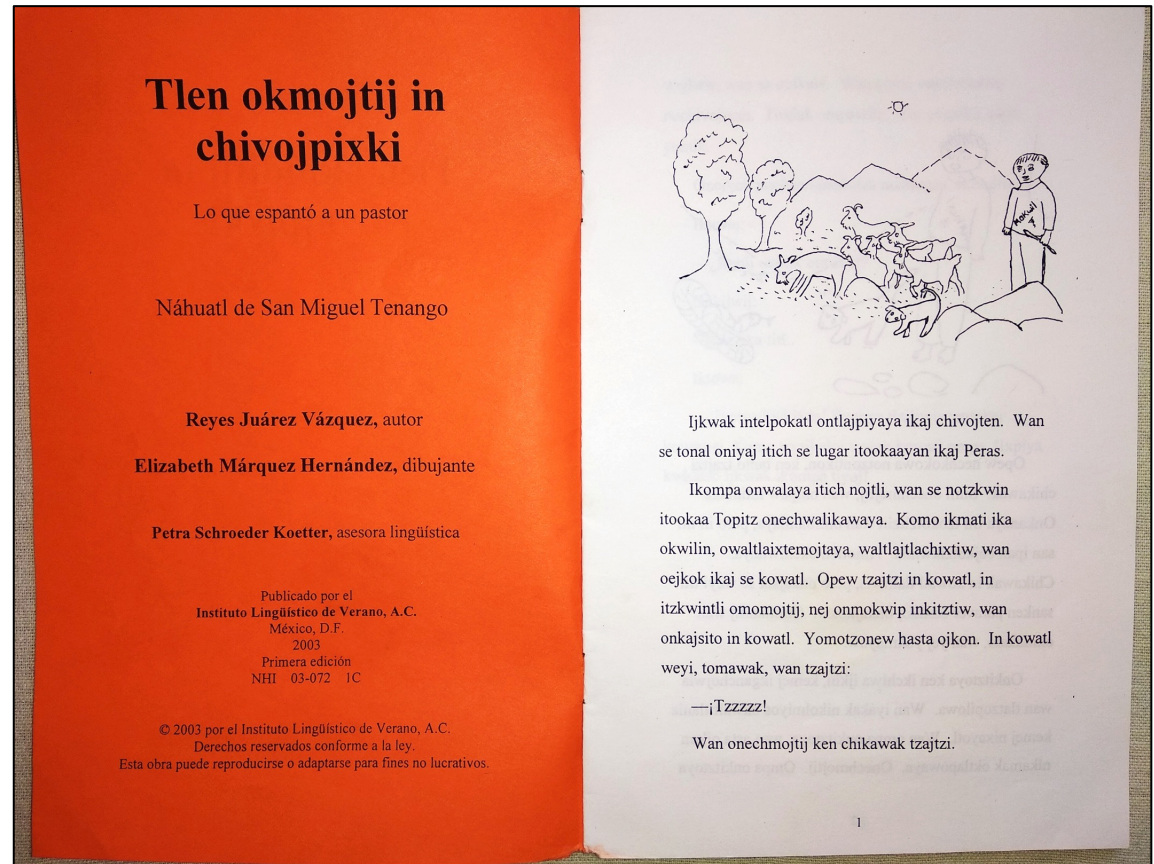 Tlen okmojtij in
chivojpixki
Lo que espantó a un pastor
Náhuatl de San Miguel Tenango
Reyes Juárez Vázquez, autor
Elizabeth Márquez Hernández, dibujante
Petra Schroeder Koetter, asesora lingüística
Publicado por el
Instituto Lingüístico de Verano, A.C.
México, D.F.
2003
Primera edición
NHI 03-072 1C
© 2003 por el Instituto Lingüístico de Verano, A.C.
Derechos reservados conforme a la ley.
Esta obra puede reproducirse o adaptarse para fines no lucrativos.
Ijkwak intelpokatl ontlajpiyaya ikaj chivojten. Wan
se tonal oniyaj itich se lugar itookaayan ikaj Peras.
Ikompa onwalaya itich nojtli, wan se notzkwin
itookaa Topitz onechwalikawaya. Komo ikmati ika
okwilin, owaltlaixtemojtaya, waltlajtlachixtiw, wan
oejkok ikaj se kowatl. Opew tzajtzi in kowatl, in
itzkwintli omomojtij, nej onmokwip inkitztiw, wan
onkajsito in kowatl. Yomotzonew hasta ojkon. In kowatl
weyi, tomawak, wan tzajtzi:
—¡Tzzzzz!
Wan onechmojtij ken chikawak tzajtzi.
1